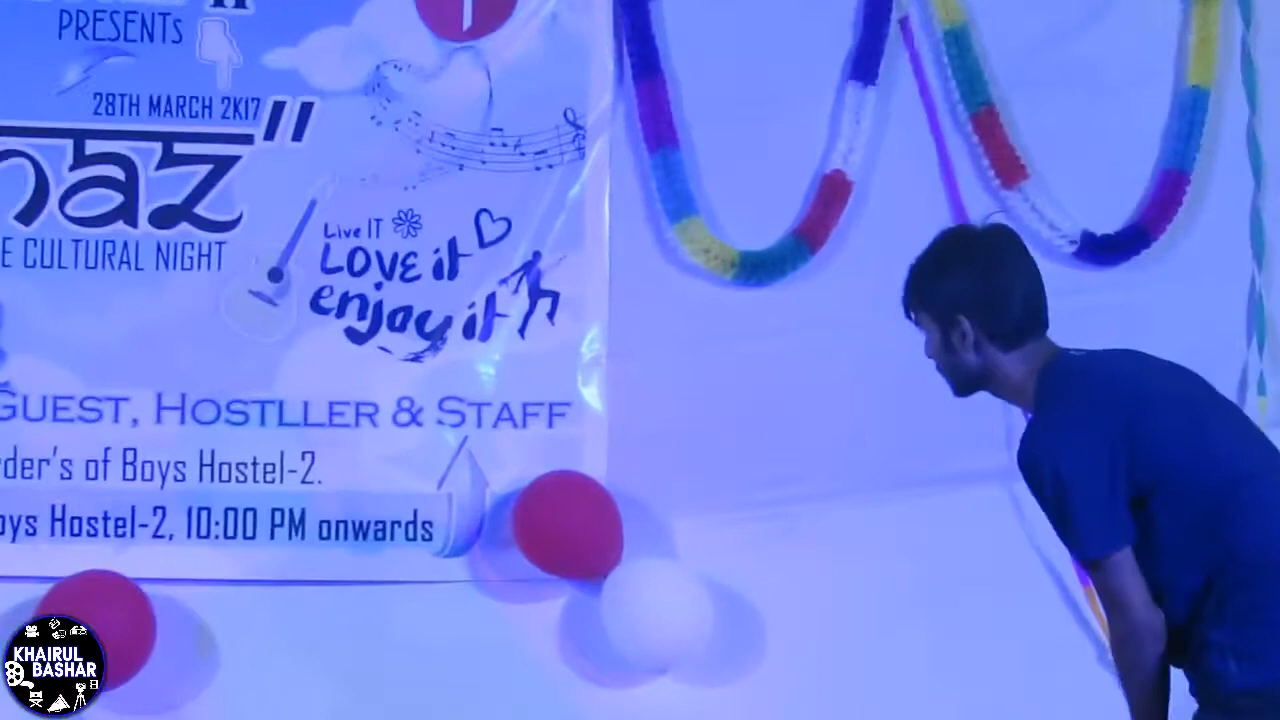 PRESENTs
28TH MARCH 2K17
naz"
E CULTURAL NIGHT
Live IT
LOVE it
enjoy it
GUEST, HOSTLLER & STAFF
der's of Boys Hostel-2.
oys Hostel-2, 10:00 PM onwards
KHAIRUL
BASHAR